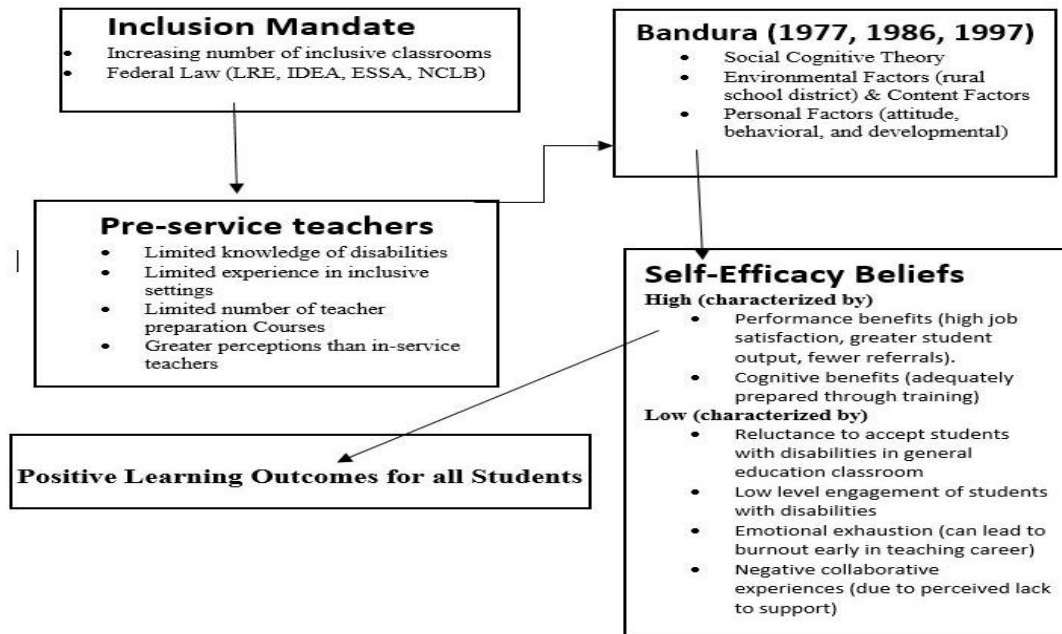 Inclusion Mandate
• Increasing number of inclusive classrooms
• Federal Law (LRE, IDEA, ESSA, NCLB)
Bandura (1977, 1986, 1997)
• Social Cognitive Theory
• Environmental Factors (rural
school district) & Content Factors
• Personal Factors (attitude,
behavioral, and developmental)
Pre-service teachers
• Limited knowledge of disabilities
• Limited experience in inclusive
settings
• Limited number of teacher
preparation Courses
• Greater perceptions than in-service
teachers
Self-Efficacy Beliefs
High (characterized by)
• Performance benefits (high job
satisfaction, greater student
output, fewer referrals).
• Cognitive benefits (adequately
prepared through training)
Low (characterized by)
• Reluctance to accept students
with disabilities in general
education classroom
• Low level engagement of students
with disabilities
• Emotional exhaustion (can lead to
burnout early in teaching career)
• Negative collaborative
experiences (due to perceived lack
to support)
Positive Learning Outcomes for all Students